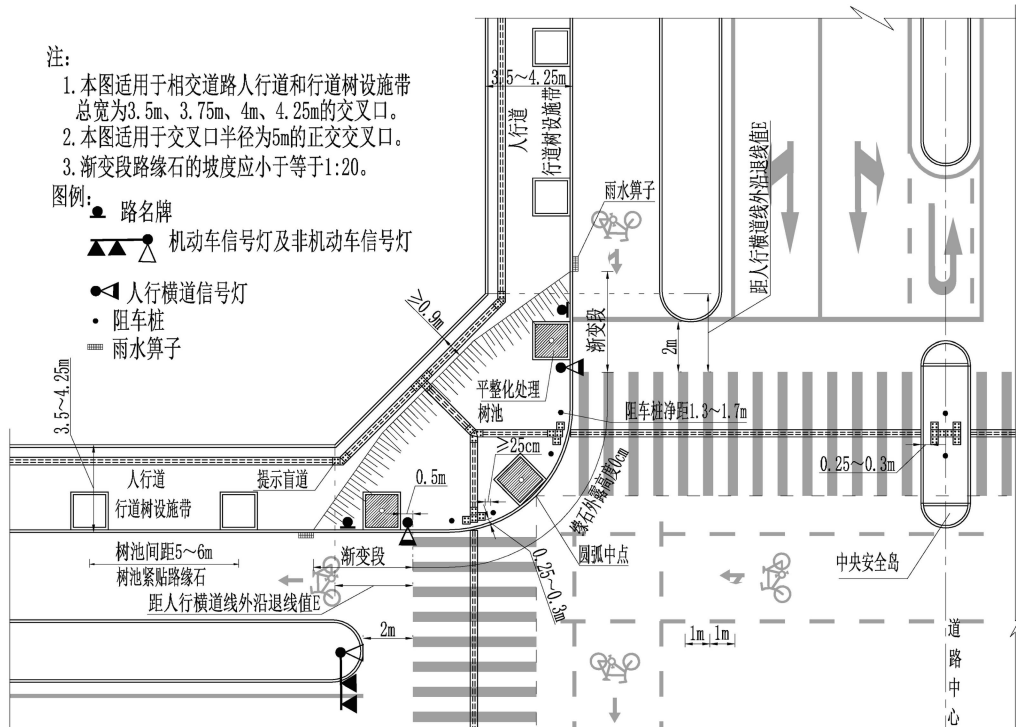 注：
1. 本图适用于相交道路人行道和行道树设施带
总宽为3.5m、3.75m、4m、4.25m的交叉口。
2. 本图适用于交叉口半径为5m的正交交叉口。
3. 渐变段路缘石的坡度应小于等于1:20。
图例:
路名牌
机动车信号灯及非机动车信号灯
人行横道信号灯
阻车桩
雨水箅子
3.5～4.25m
人行道
行道树设施带
雨水箅子
距人行横道线外沿退线值E
≥0.9m
渐变段
2m
平整化处理
树池
阻车桩净距1.3～1.7m
3.5～4.25m
≥25cm
0.25～0.3m
人行道
提示盲道
0.5m
行道树设施带
缘石外露高度0cm
树池间距5～6m
树池紧贴路缘石
渐变段
圆弧中点
0.25～0.3m
中央安全岛
距人行横道线外沿退线值E
2m
1m
1m
道路中心